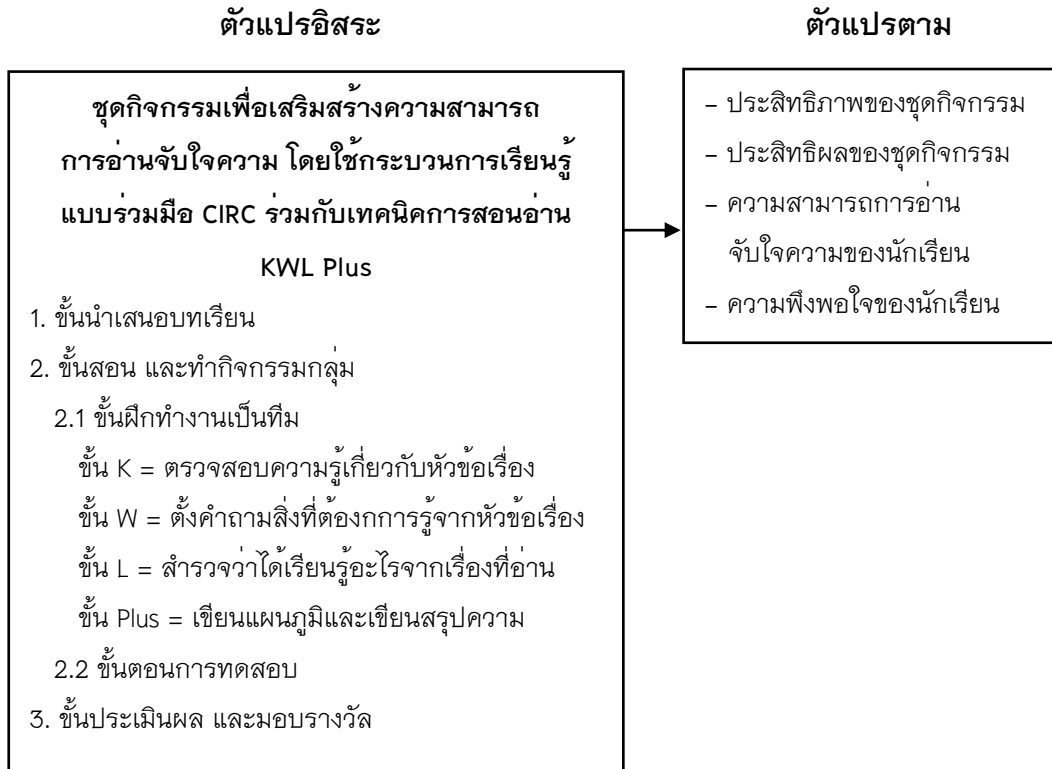 ตัวแปรอิสระ
ตัวแปรตาม
ชุดกิจกรรมเพื่อเสริมสร้างความสามารถ
การอ่านจับใจความ โดยใช้กระบวนการเรียนรู้
แบบร่วมมือ CIRC ร่วมกับเทคนิคการสอนอ่าน
KWL Plus
1. ขั้นนำเสนอบทเรียน
2. ขั้นสอน และทำกิจกรรมกลุ่ม
2.1 ขั้นฝึกทำงานเป็นทีม
ขั้น K = ตรวจสอบความรู้เกี่ยวกับหัวข้อเรื่อง
ขั้น W = ตั้งคำถามสิ่งที่ต้องกการรู้จากหัวข้อเรื่อง
ขั้น L = สำรวจว่าได้เรียนรู้อะไรจากเรื่องที่อ่าน
ขั้น Plus = เขียนแผนภูมิและเขียนสรุปความ
2.2 ขั้นตอนการทดสอบ
3. ขั้นประเมินผล และมอบรางวัล
– ประสิทธิภาพของชุดกิจกรรม
– ประสิทธิผลของชุดกิจกรรม
– ความสามารถการอ่าน
จับใจความของนักเรียน
– ความพึงพอใจของนักเรียน